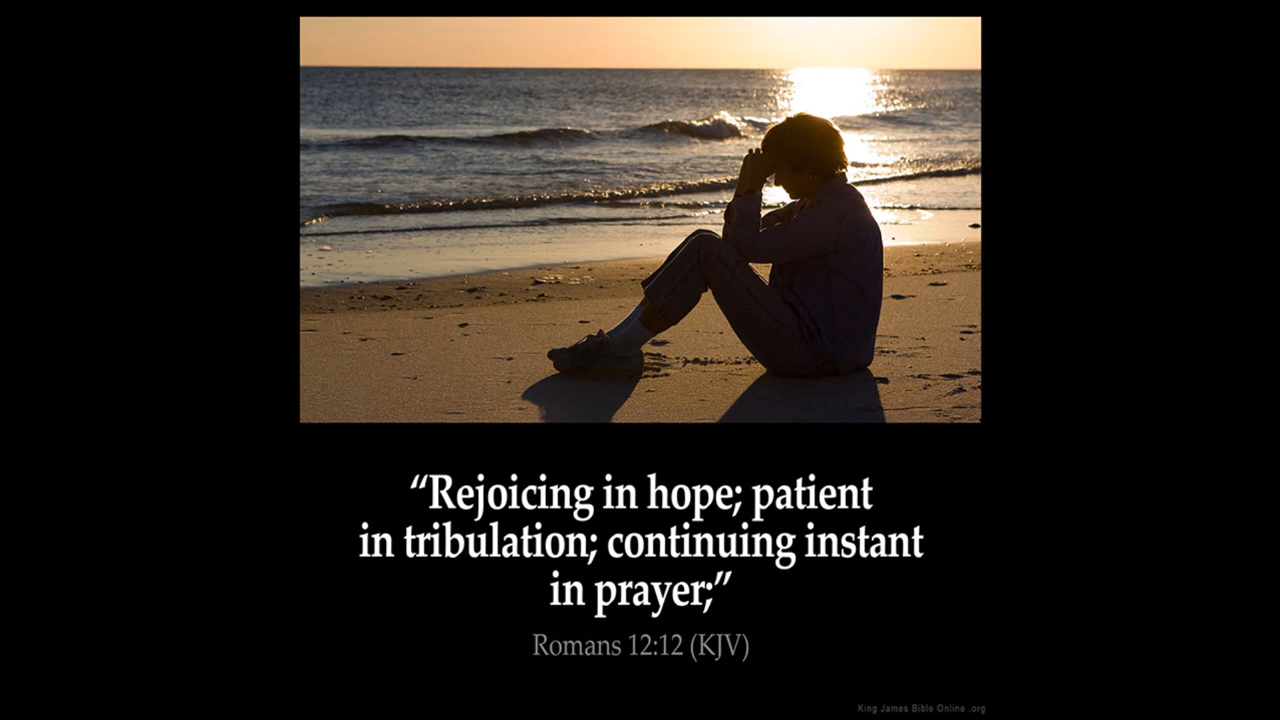 “Rejoicing in hope; patient
in tribulation; continuing instant
in prayer;”
Romans 12:12 (KJV)
King James Bible Online .org